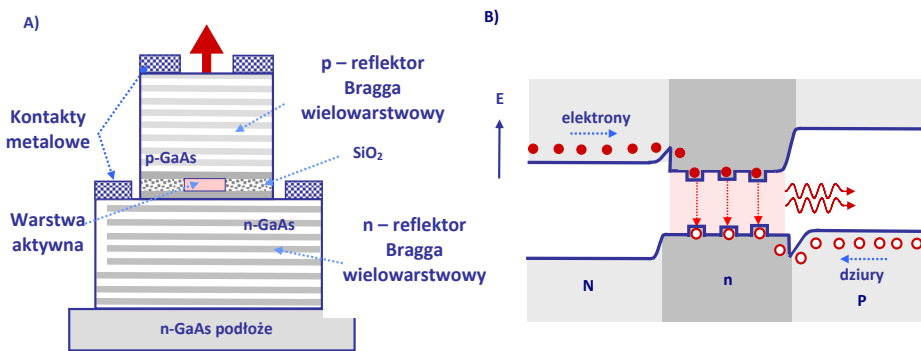 A)
p – reflektor
Bragga
wielowarstwowy
Kontakty
metalowe
p-GaAs
SiO₂
Warstwa
aktywna
n-GaAs
n – reflektor
Bragga
wielowarstwowy
n-GaAs podłoże
B)
E
elektrony
dziury
N
n
P